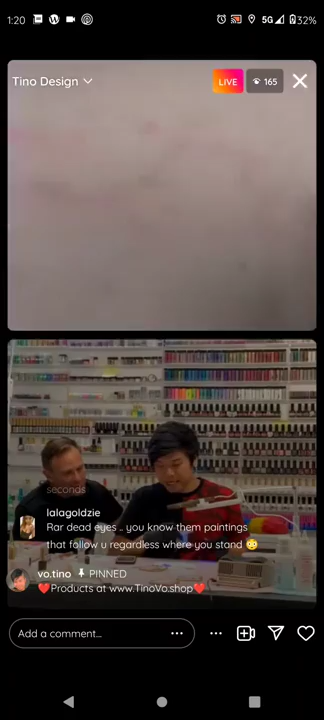 1:20
5G
32%
Tino Design
LIVE
165
seconds
lalagoldzie
Rar dead eyes .. you know them paintings
that follow u regardless where you stand 😳
vo.tino 📌 PINNED
❤️Products at www.TinoVo.shop❤️
Add a comment...